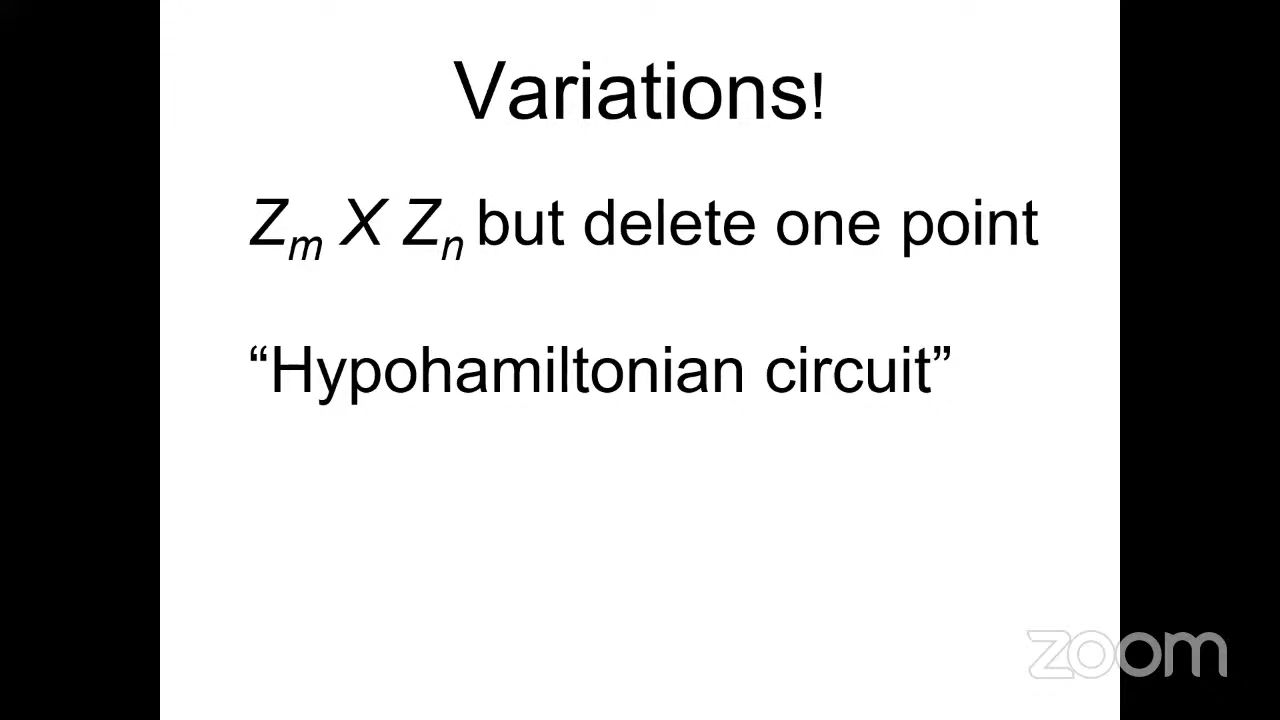 Variations!
Zm X Zn but delete one point
“Hypohamiltonian circuit”
zoom